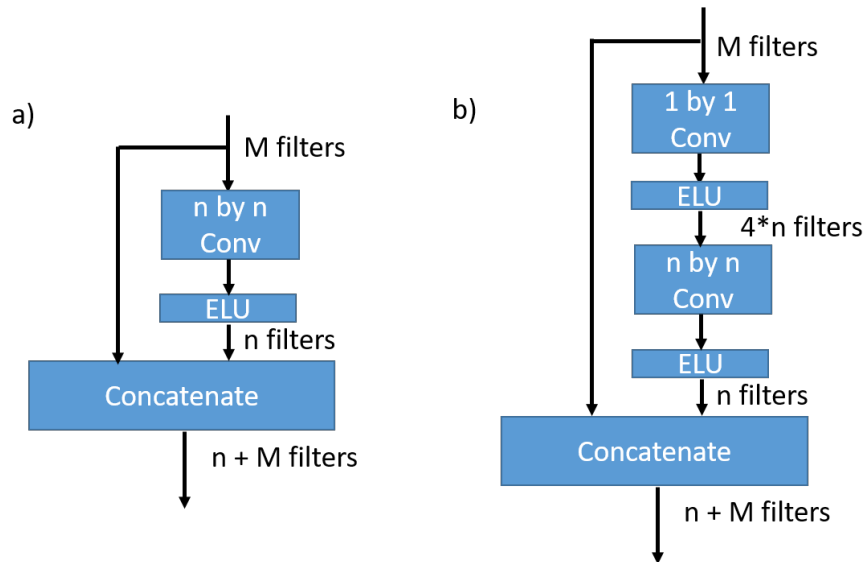 a)
M filters
n by n
Conv
ELU
n filters
Concatenate
n + M filters
b)
M filters
1 by 1
Conv
ELU
4*n filters
n by n
Conv
ELU
n filters
Concatenate
n + M filters